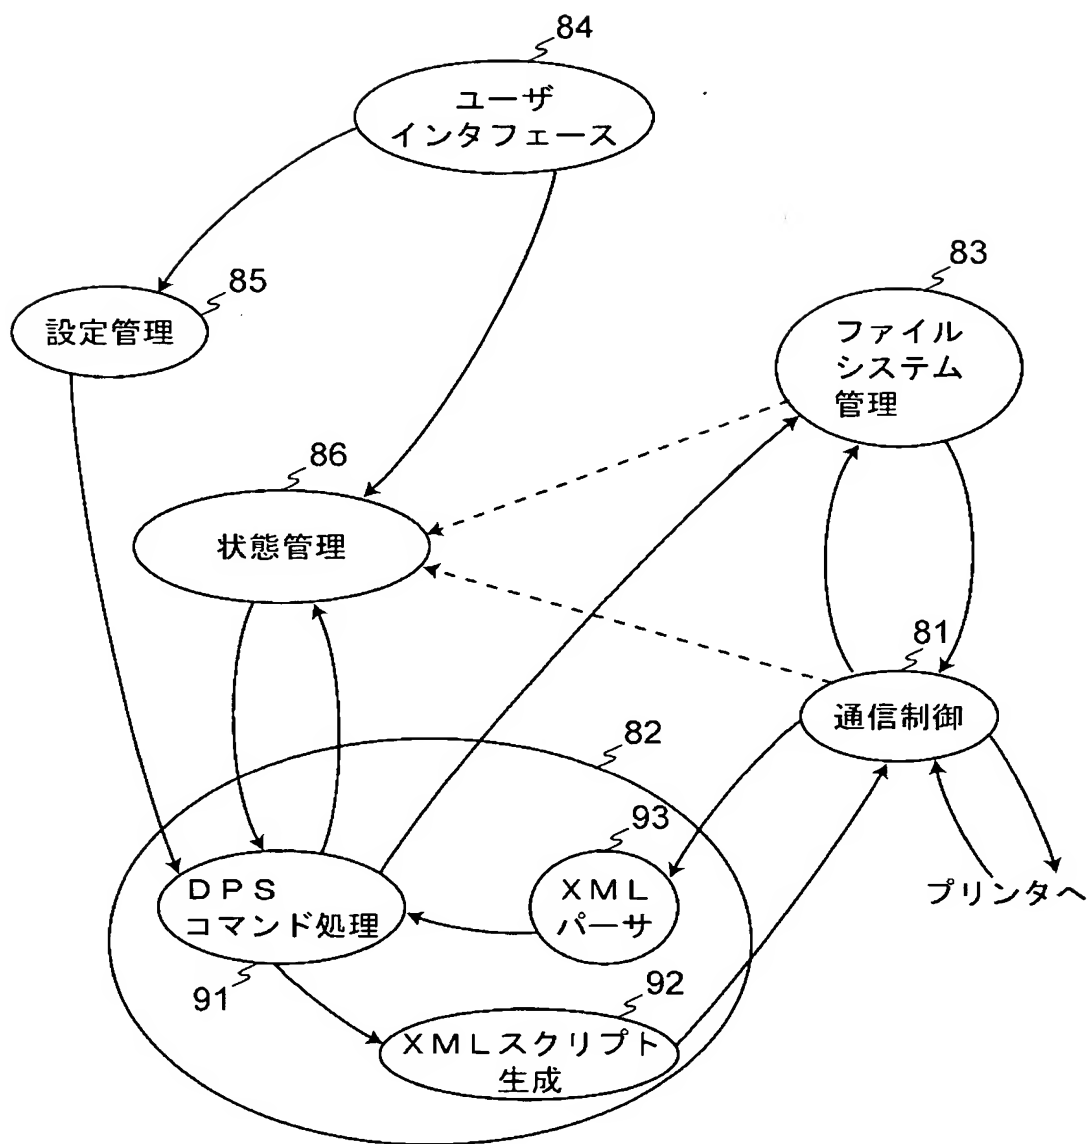 84
ユーザ
インタフェース
83
85
設定管理
ファイル
システム
管理
86
状態管理
81
通信制御
82
93
DPS
コマンド処理
XML
パーサ
プリンタへ
91
92
XMLスクリプト
生成